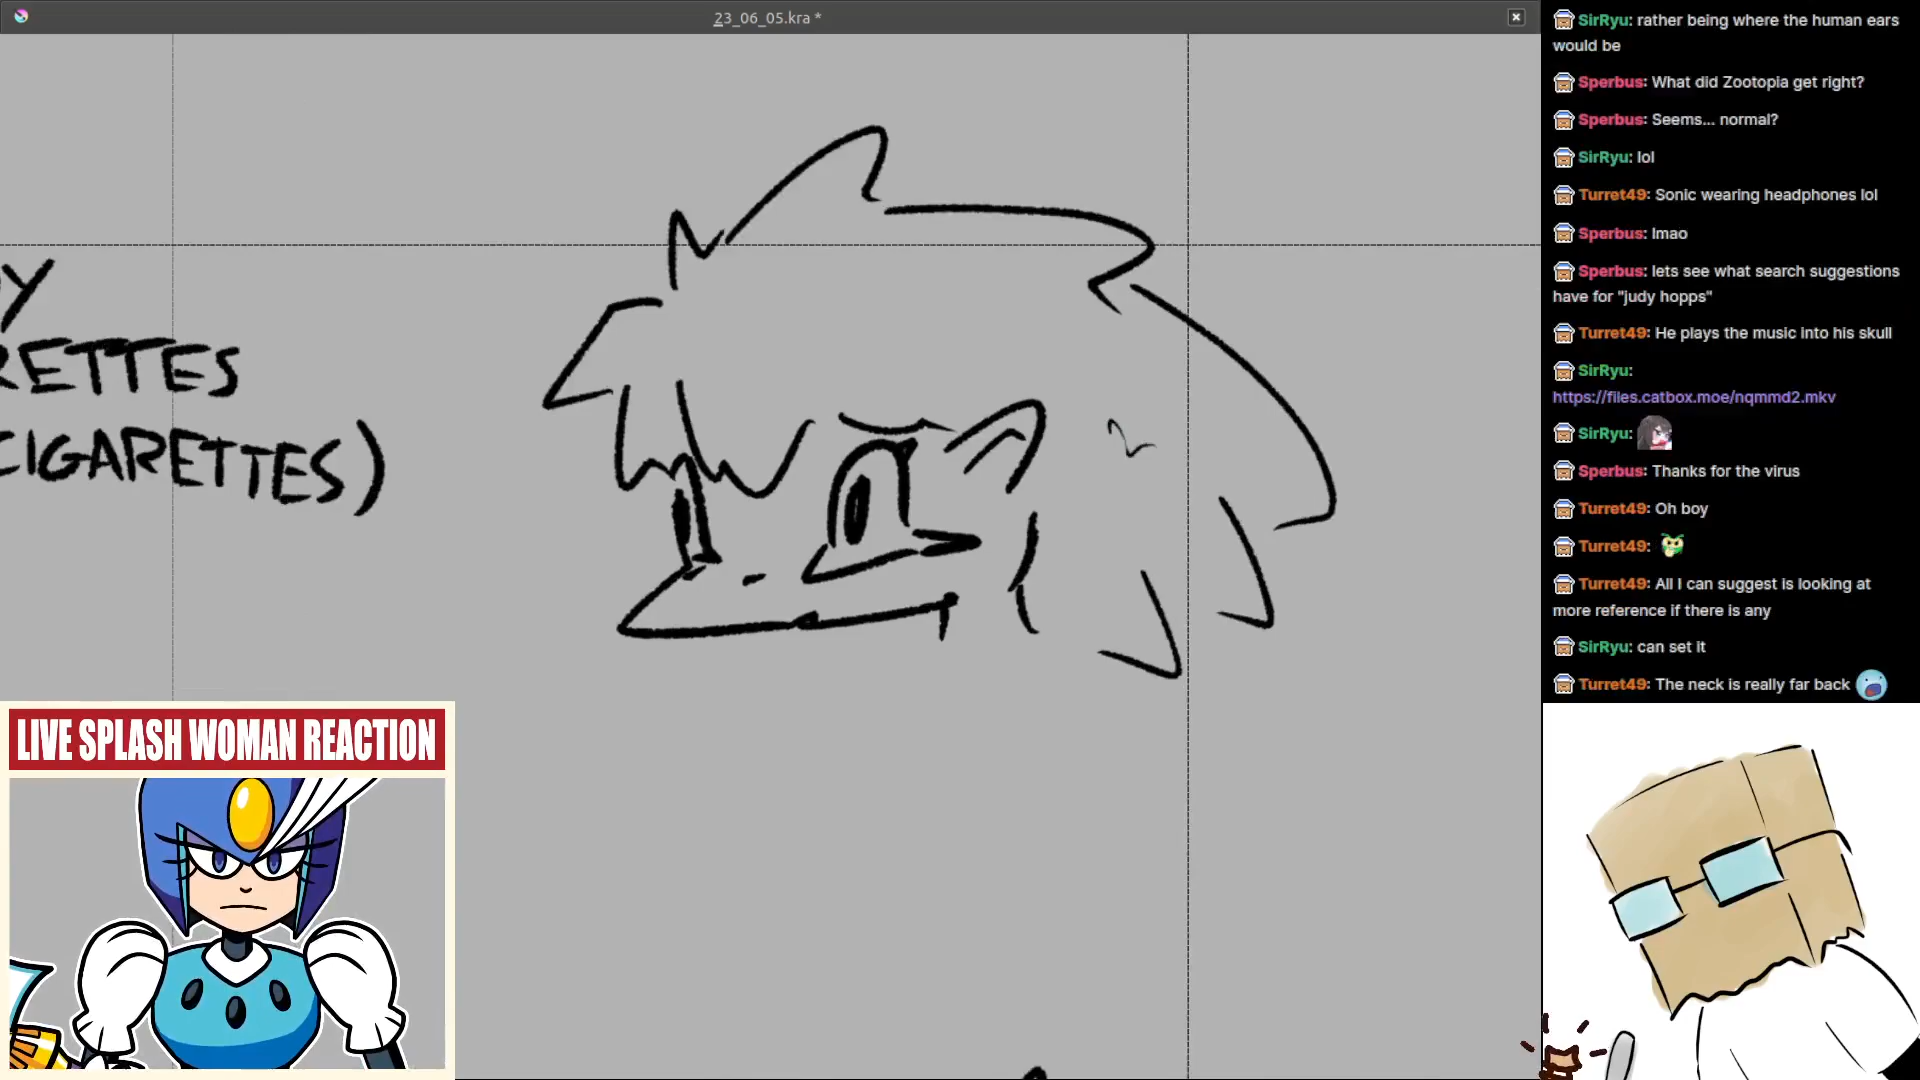 23_06_05.kra *
Y
RETTES
CIGARETTES)
LIVE SPLASH WOMAN REACTION
SirRyu: rather being where the human ears
would be
Sperbus: What did Zootopia get right?
Sperbus: Seems... normal?
SirRyu: lol
Turret49: Sonic wearing headphones lol
Sperbus: lmao
Sperbus: lets see what search suggestions
have for "judy hopps"
Turret49: He plays the music into his skull
SirRyu:
https://files.catbox.moe/nqmmd2.mkv
SirRyu:
Sperbus: Thanks for the virus
Turret49: Oh boy
Turret49:
Turret49: All I can suggest is looking at
more reference if there is any
SirRyu: can set it
Turret49: The neck is really far back